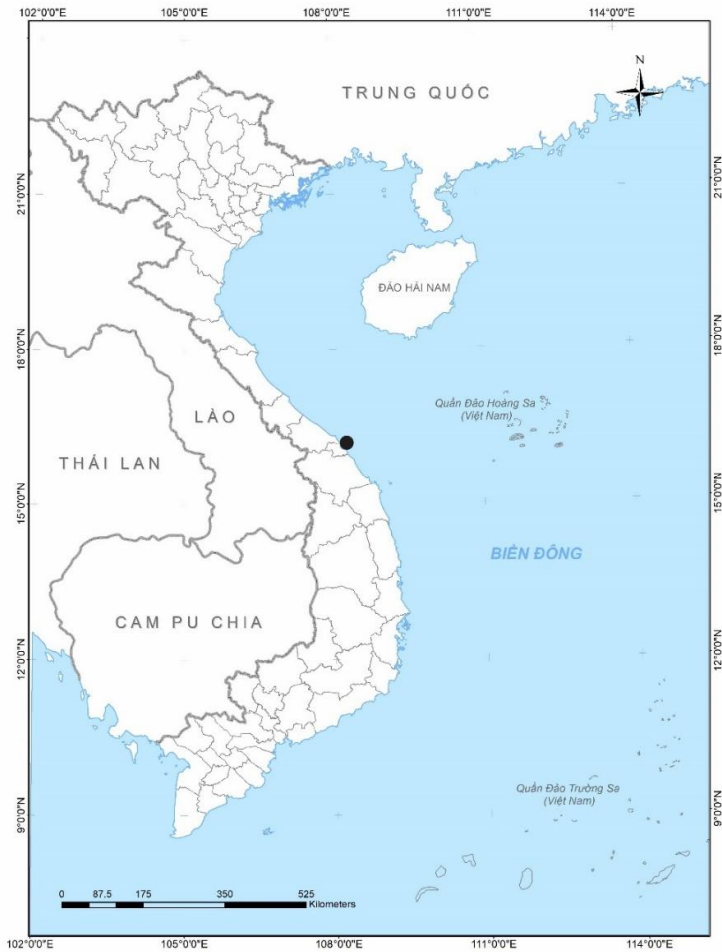 102°0'0"E 105°0'0"E 108°0'0"E 111°0'0"E 114°0'0"E
N
TRUNG QUỐC
21°0'0"N 21°0'0"N
ĐẢO HẢI NAM
18°0'0"N 18°0'0"N
Quần Đảo Hoàng Sa
(Việt Nam)
LÀO
THÁI LAN
15°0'0"N 15°0'0"N
BIỂN ĐÔNG
CAM PU CHIA
12°0'0"N 12°0'0"N
Quần Đảo Trường Sa
(Việt Nam)
9°0'0"N 9°0'0"N
0 87.5 175 350 525
Kilometers
102°0'0"E 105°0'0"E 108°0'0"E 111°0'0"E 114°0'0"E